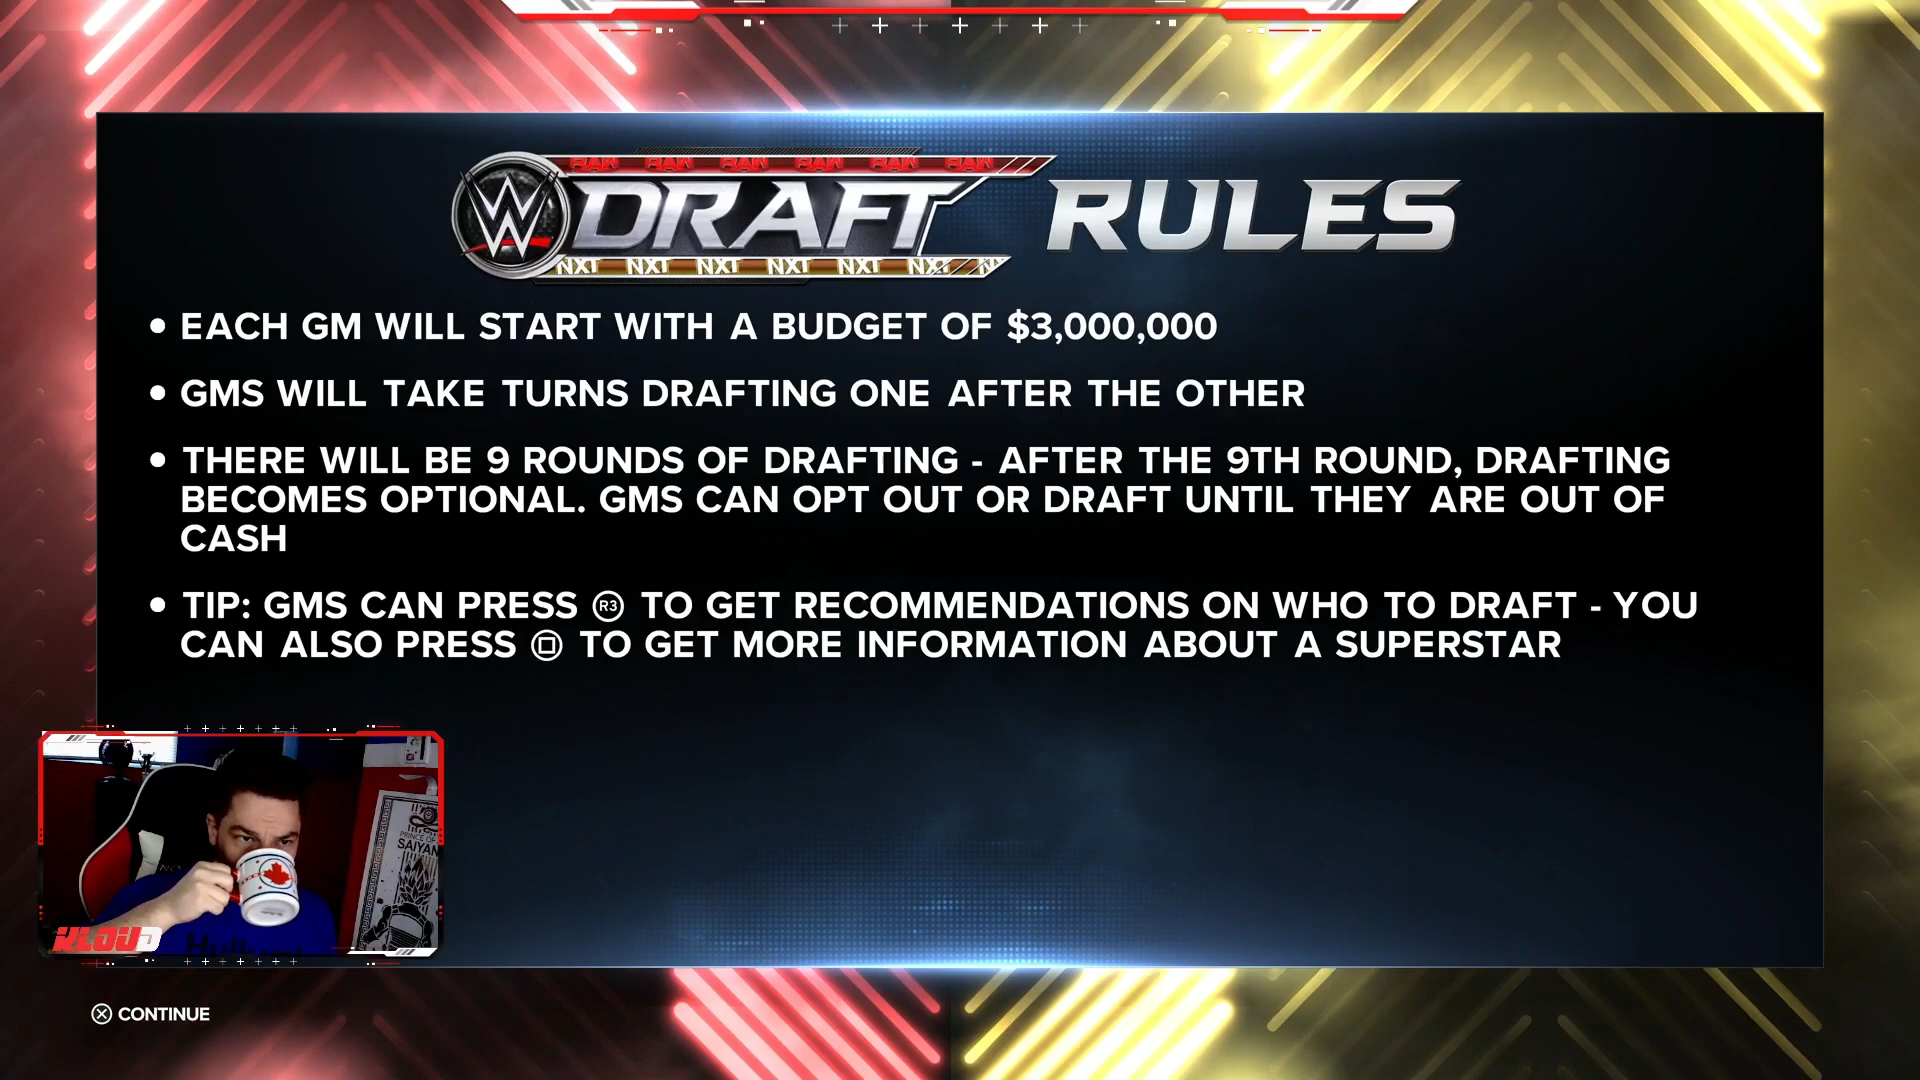 RAW RAW RAW RAW RAW RAW
W DRAFT RULES
NXT NXT NXT NXT NXT NXT
• EACH GM WILL START WITH A BUDGET OF $3,000,000
• GMS WILL TAKE TURNS DRAFTING ONE AFTER THE OTHER
• THERE WILL BE 9 ROUNDS OF DRAFTING - AFTER THE 9TH ROUND, DRAFTING
BECOMES OPTIONAL. GMS CAN OPT OUT OR DRAFT UNTIL THEY ARE OUT OF
CASH
• TIP: GMS CAN PRESS R3 TO GET RECOMMENDATIONS ON WHO TO DRAFT - YOU
CAN ALSO PRESS TO GET MORE INFORMATION ABOUT A SUPERSTAR
PRINCE OF
SAIYAN
KLOUD
CONTINUE